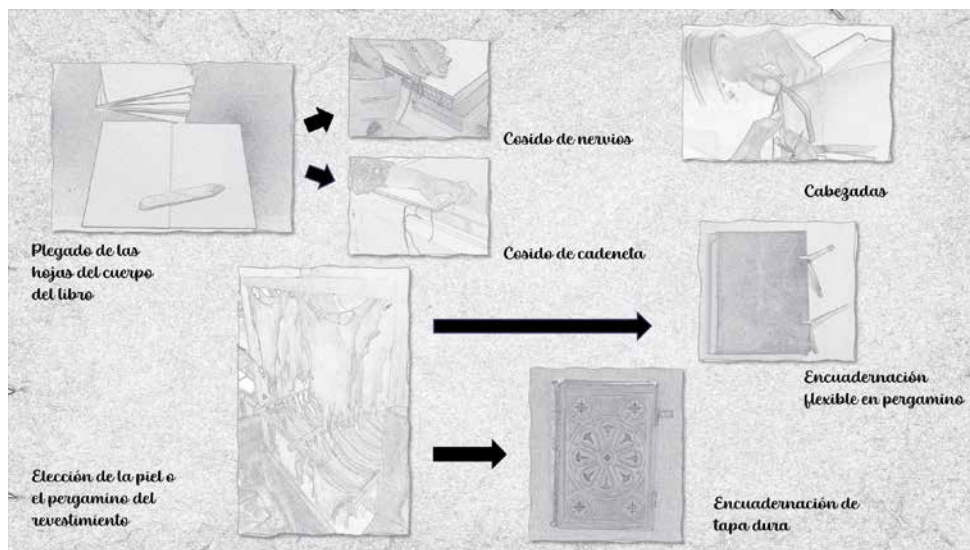 Cosido de nervios
Cabezadas
Plegado de las
hojas del cuerpo
del libro
Cosido de cadeneta
Encuadernación
flexible en pergamino
Elección de la piel o
el pergamino del
revestimiento
Encuadernación de
tapa dura